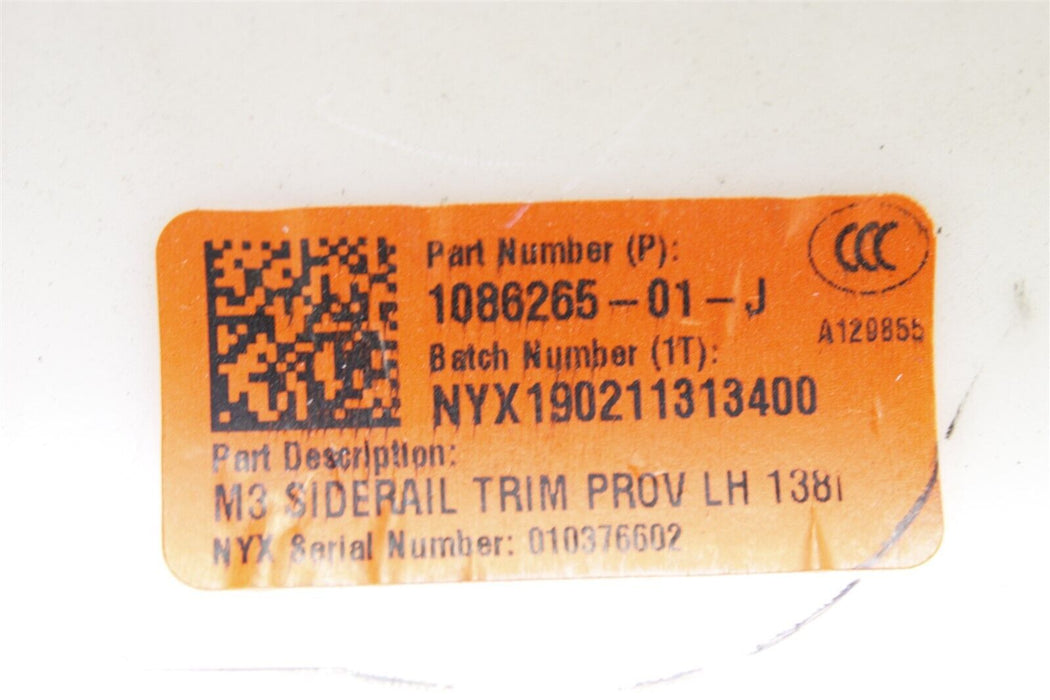 Part Number (P):
1086265-01-J
CCC
A129855
Batch Number (1T):
NYX190211313400
Part Description:
M3 SIDERAIL TRIM PROV LH
NYX Serial Number: 010376602